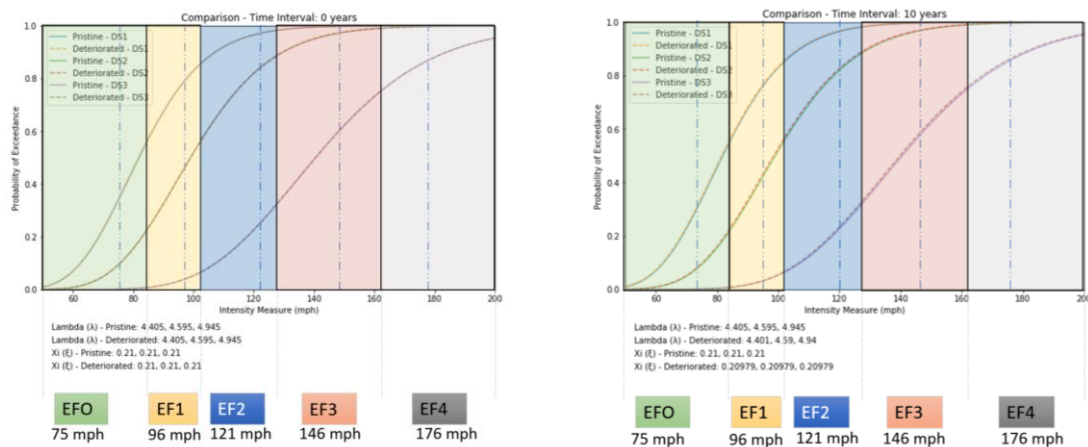 Comparison - Time Interval: 0 years
1.0
0.8
0.6
0.4
0.2
0.0
Probability of Exceedance
Pristine - DS1
Deteriorated - DS1
Pristine - DS2
Deteriorated - DS2
Pristine - DS3
Deteriorated - DS3
60 80 100 120 140 160 180 200
Intensity Measure (mph)
Lambda (λ) - Pristine: 4.405, 4.595, 4.945
Lambda (λ) - Deteriorated: 4.405, 4.595, 4.945
Xi (ξ) - Pristine: 0.21, 0.21, 0.21
Xi (ξ) - Deteriorated: 0.21, 0.21, 0.21
EFO EF1 EF2 EF3 EF4
75 mph 96 mph 121 mph 146 mph 176 mph
Comparison - Time Interval: 10 years
1.0
0.8
0.6
0.4
0.2
0.0
Probability of Exceedance
Pristine - DS1
Deteriorated - DS1
Pristine - DS2
Deteriorated - DS2
Pristine - DS3
Deteriorated - DS3
60 80 100 120 140 160 180 200
Intensity Measure (mph)
Lambda (λ) - Pristine: 4.405, 4.595, 4.945
Lambda (λ) - Deteriorated: 4.401, 4.59, 4.94
Xi (ξ) - Pristine: 0.21, 0.21, 0.21
Xi (ξ) - Deteriorated: 0.20979, 0.20979, 0.20979
EFO EF1 EF2 EF3 EF4
75 mph 96 mph 121 mph 146 mph 176 mph